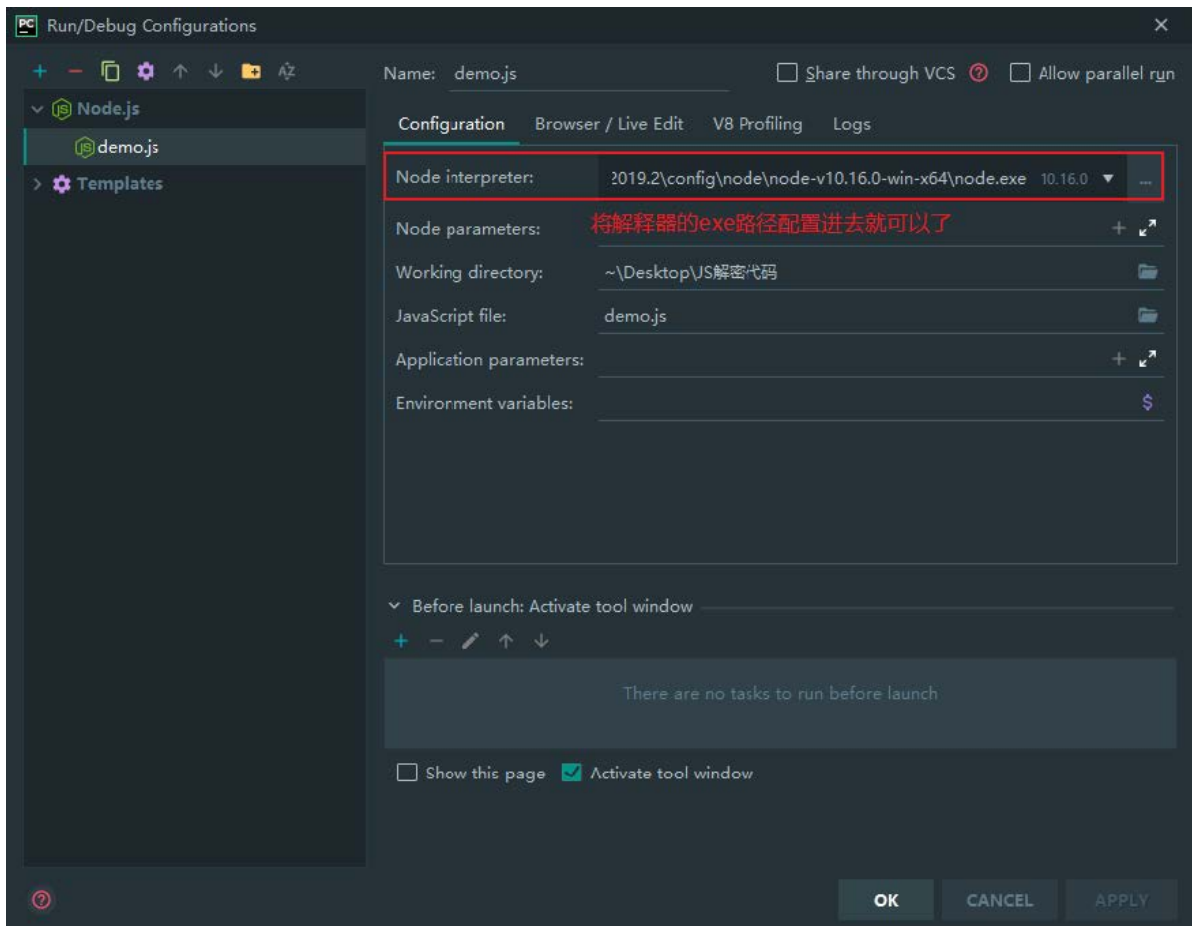 PC Run/Debug Configurations
Name: demo.js Share through VCS Allow parallel run
JS Node.js
JS demo.js
Templates
Configuration Browser / Live Edit V8 Profiling Logs
Node interpreter: 2019.2\config\node\node-v10.16.0-win-x64\node.exe 10.16.0 ...
Node parameters: 将解释器的exe路径配置进去就可以了
Working directory: ~\Desktop\JS解密代码
JavaScript file: demo.js
Application parameters:
Environment variables: $
Before launch: Activate tool window
There are no tasks to run before launch
Show this page Activate tool window
OK CANCEL APPLY